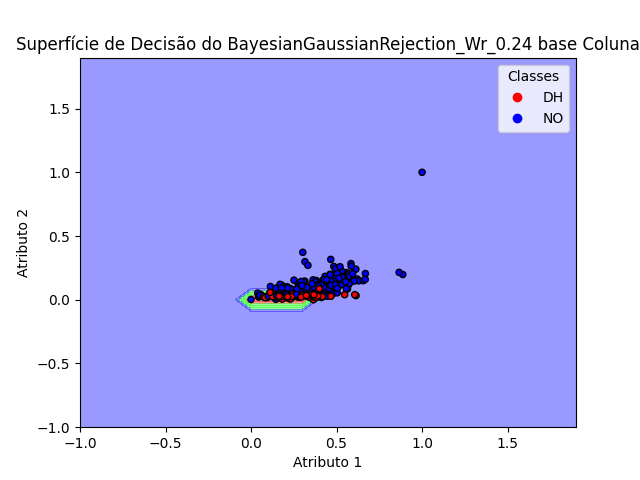 Superfície de Decisão do BayesianGaussianRejection_Wr_0.24 base Coluna
Classes
DH
NO
1.5
1.0
0.5
0.0
−0.5
−1.0
Atributo 2
−1.0
−0.5
0.0
0.5
1.0
1.5
Atributo 1